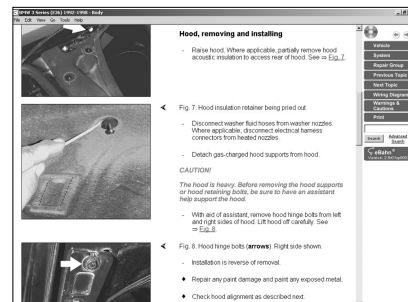 BMW 3 Series (E36) 1992-1998 - Body
File Edit View Go Tools Help
Hood, removing and installing
- Raise hood. Where applicable, partially remove hood
acoustic insulation to access rear of hood. See ⇒ Fig. 7.
Fig. 7. Hood insulation retainer being pried out
- Disconnect washer fluid hoses from washer nozzles.
Where applicable, disconnect electrical harness
connectors from heated nozzles.
- Detach gas-charged hood supports from hood.
CAUTION!
The hood is heavy. Before removing the hood supports
or hood retaining bolts, be sure to have an assistant
help support the hood.
- With aid of assistant, remove hood hinge bolts from left
and right sides of hood. Lift hood off carefully. See
⇒ Fig. 8.
Fig. 8. Hood hinge bolts (arrows). Right side shown.
- Installation is reverse of removal.
♦ Repair any paint damage and paint any exposed metal.
♦ Check hood alignment as described next.
Vehicle
System
Repair Group
Previous Topic
Next Topic
Wiring Diagram
Warnings &
Cautions
Print
Search Advanced
Search
eBahn®